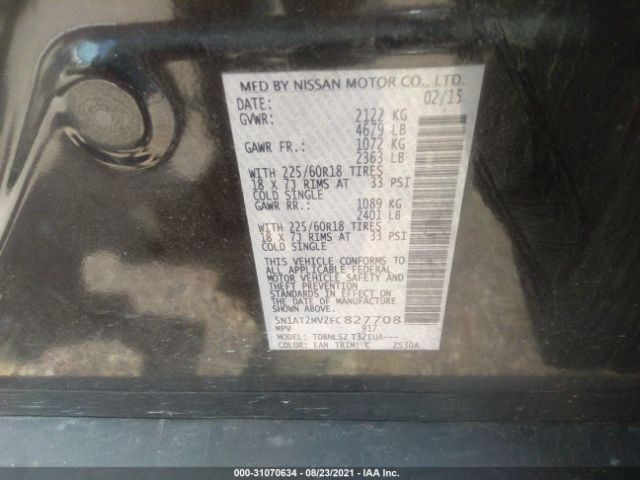 MFD BY NISSAN MOTOR CO., LTD.
DATE: 02/15
GVWR: 2122 KG
4679 LB
GAWR FR.: 1072 KG
2363 LB
WITH 225/60R18 TIRES
18 X 7J RIMS AT 33 PSI
COLD SINGLE
GAWR RR.: 1089 KG
2401 LB
WITH 225/60R18 TIRES
18 X 7J RIMS AT 33 PSI
COLD SINGLE
THIS VEHICLE CONFORMS TO
ALL APPLICABLE FEDERAL
MOTOR VEHICLE SAFETY AND
THEFT PREVENTION
STANDARDS IN EFFECT ON
THE DATE OF MANUFACTURE
SHOWN ABOVE.
5N1AT2MV2FC827708
MPV 917
MODEL: TDBNLS2 T32EUA---
COLOR: EAN TRIM: C 2530A
000-31070634 - 08/23/2021 - IAA Inc.